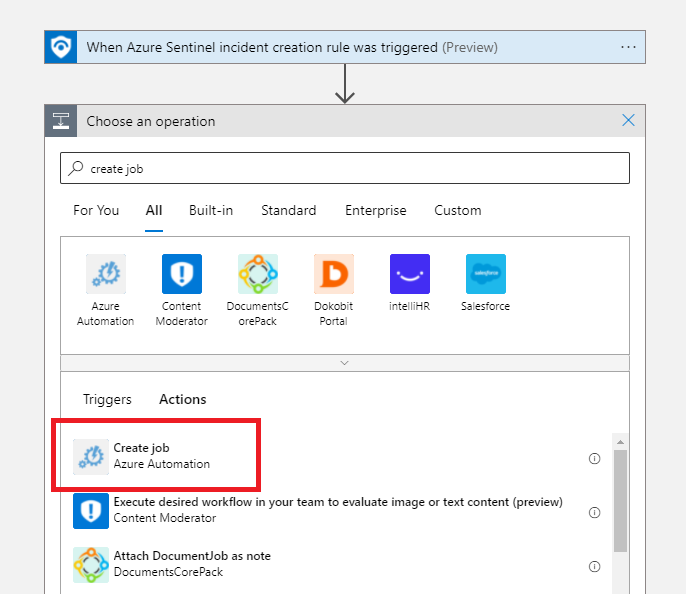 When Azure Sentinel incident creation rule was triggered (Preview)
Choose an operation
create job
For You All Built-in Standard Enterprise Custom
Azure Automation
Content Moderator
DocumentsC
orePack
Dokobit Portal
intelliHR
salesforce
Salesforce
Triggers Actions
Create job
Azure Automation
Execute desired workflow in your team to evaluate image or text content (preview)
Content Moderator
Attach DocumentJob as note
DocumentsCorePack